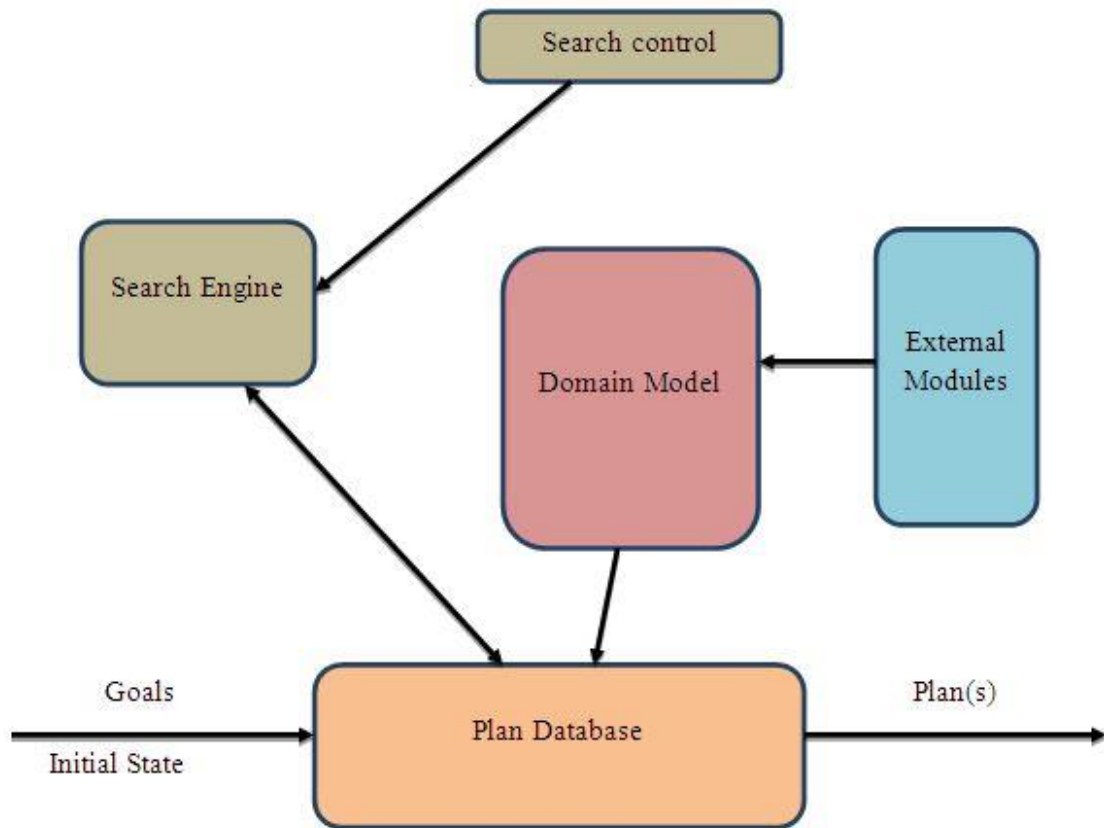 Search control
Search Engine
Domain Model
External
Modules
Goals
Initial State
Plan Database
Plan(s)